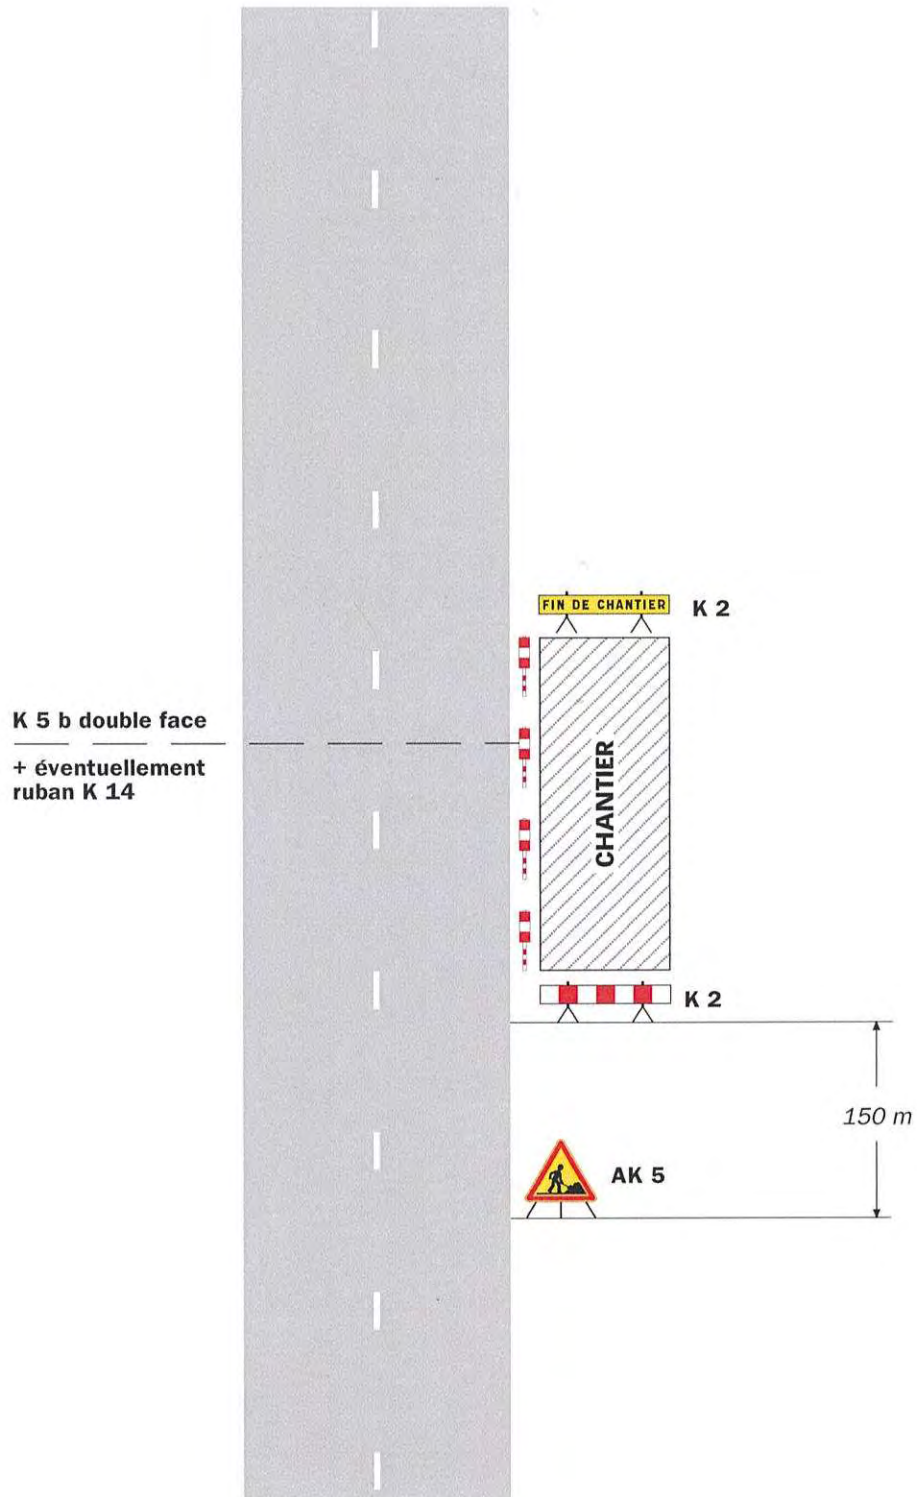 FIN DE CHANTIER
K 2
K 5 b double face
+ éventuellement
ruban K 14
CHANTIER
K 2
150 m
AK 5